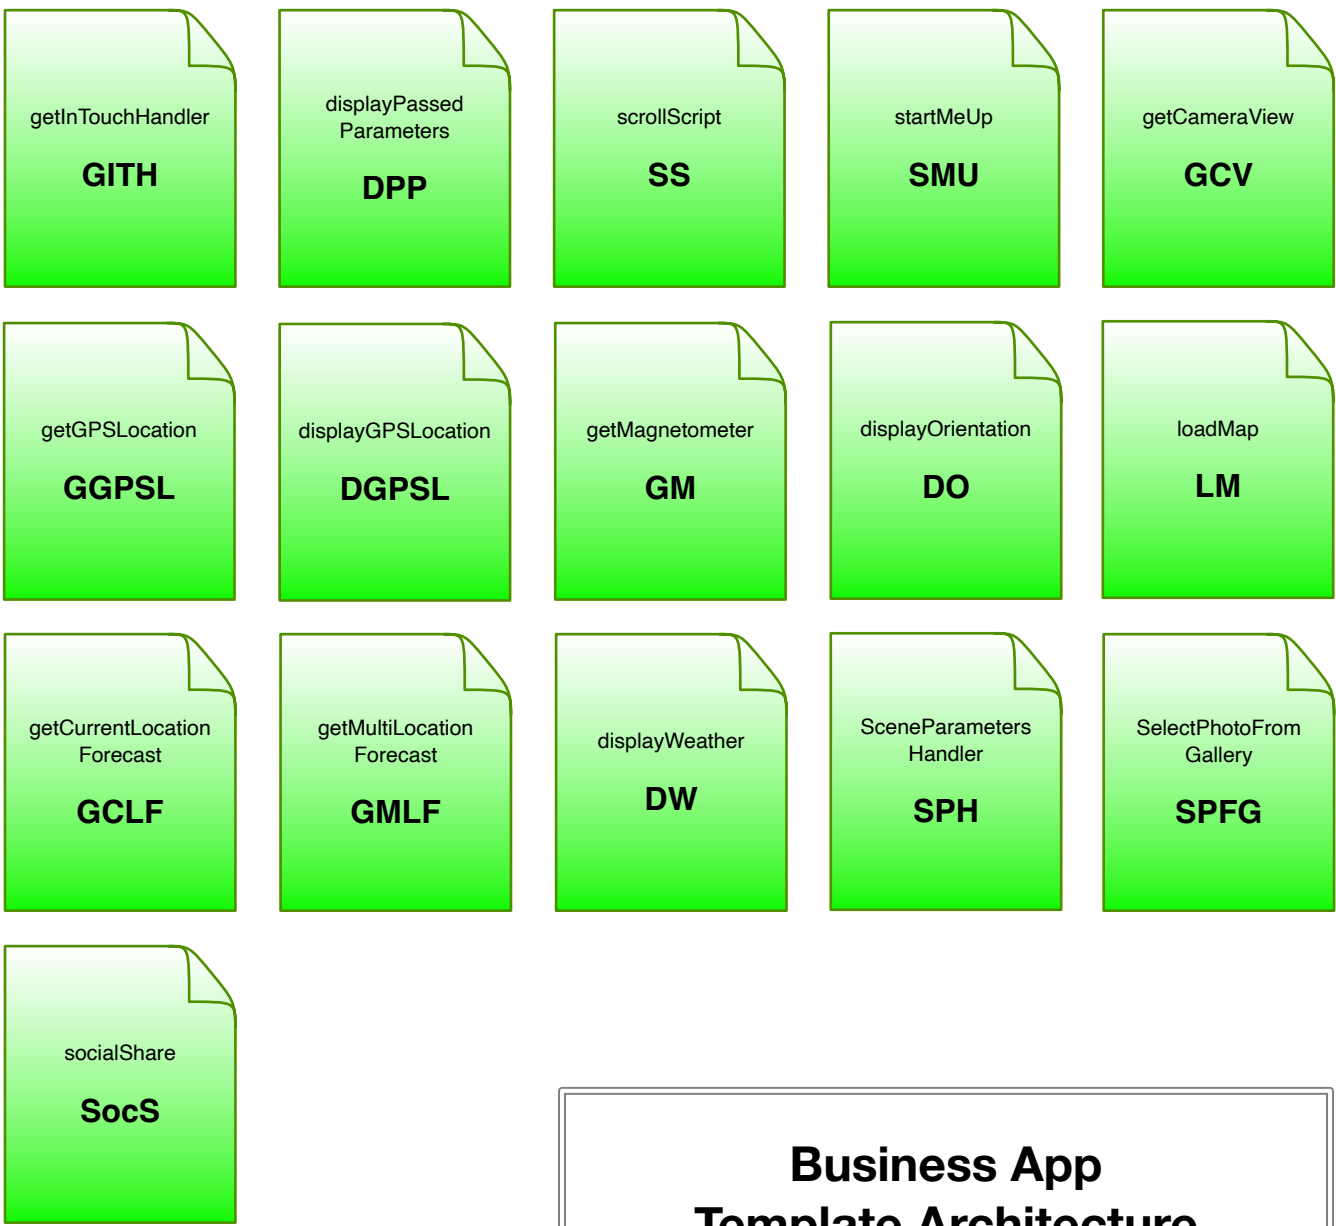 getInTouchHandler
GITH
displayPassed
Parameters
DPP
scrollScript
SS
startMeUp
SMU
getCameraView
GCV
getGPSLocation
GGPSL
displayGPSLocation
DGPSL
getMagnetometer
GM
displayOrientation
DO
loadMap
LM
getCurrentLocation
Forecast
GCLF
getMultiLocation
Forecast
GMLF
displayWeather
DW
SceneParameters
Handler
SPH
SelectPhotoFrom
Gallery
SPFG
socialShare
SocS
Business App
Template Architecture